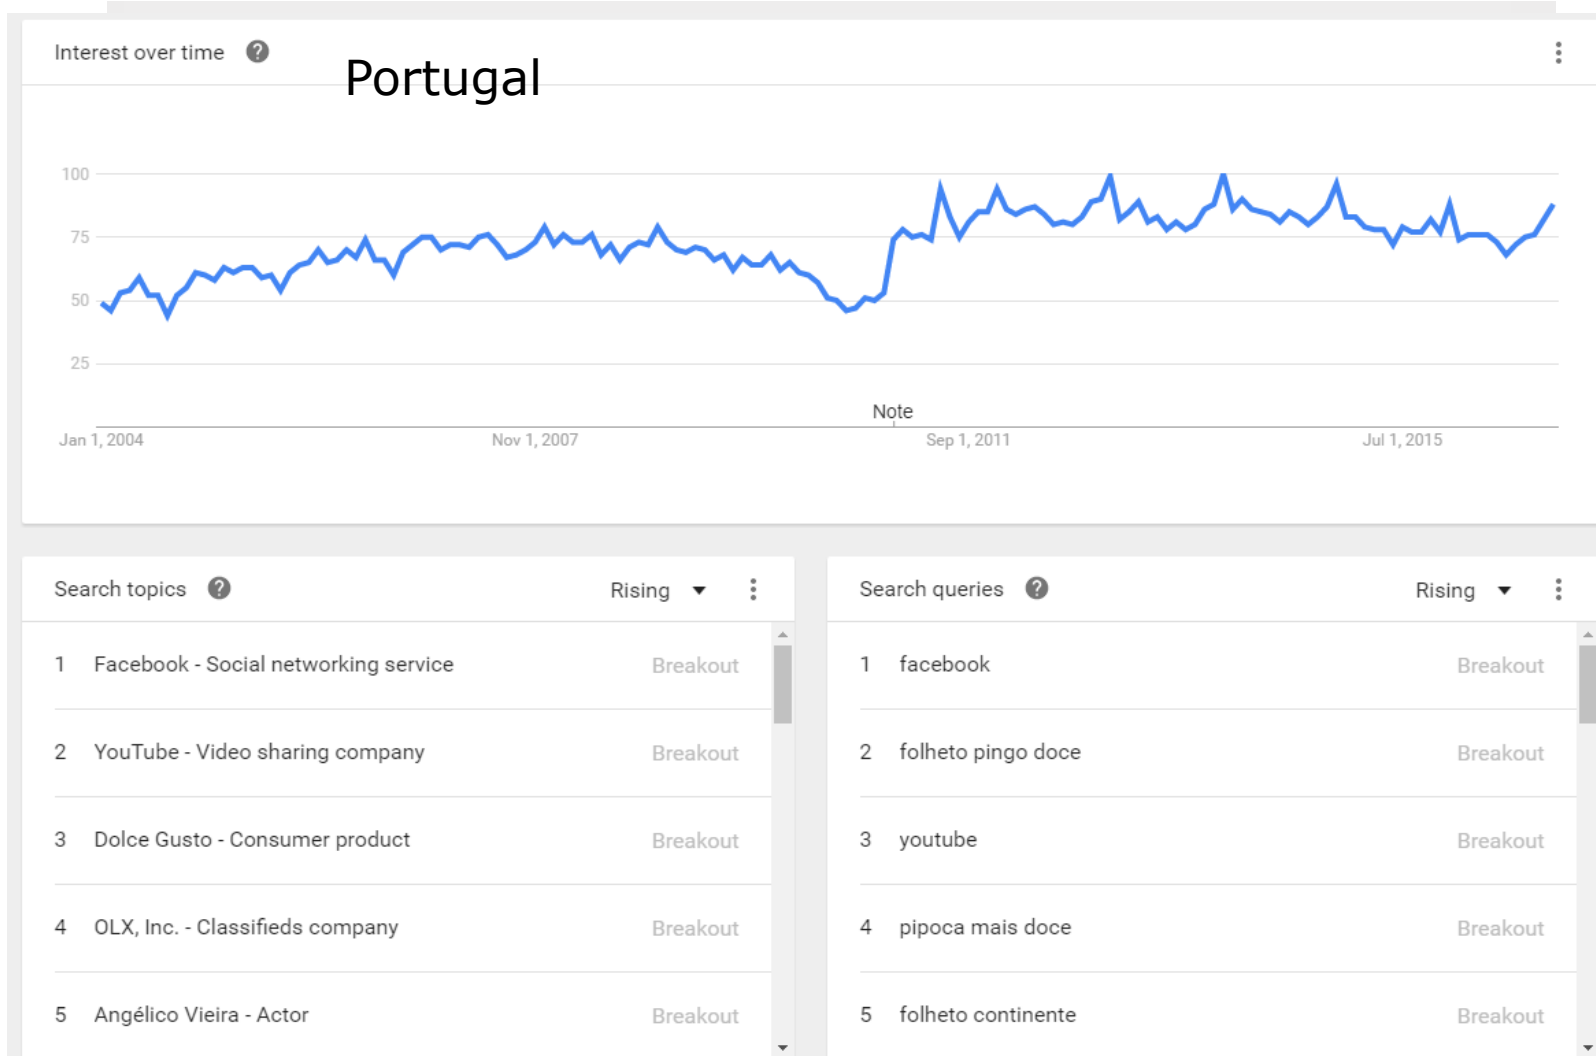 Interest over time
Portugal
100
75
50
25
Note
Jan 1, 2004 Nov 1, 2007 Sep 1, 2011 Jul 1, 2015
Search topics Rising
1 Facebook - Social networking service Breakout
2 YouTube - Video sharing company Breakout
3 Dolce Gusto - Consumer product Breakout
4 OLX, Inc. - Classifieds company Breakout
5 Angélico Vieira - Actor Breakout
Search queries Rising
1 facebook Breakout
2 folheto pingo doce Breakout
3 youtube Breakout
4 pipoca mais doce Breakout
5 folheto continente Breakout